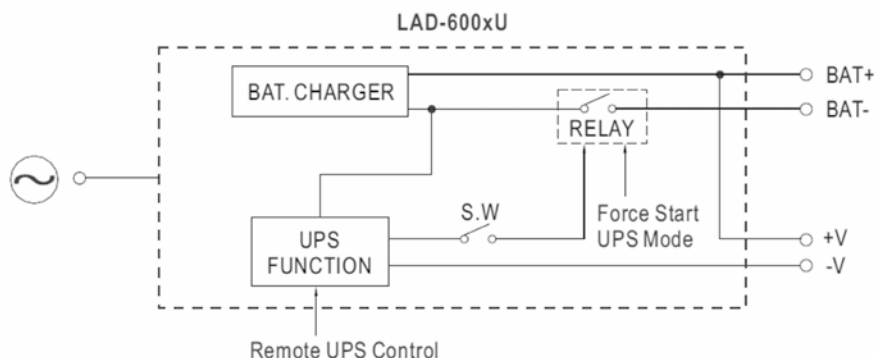 LAD-600xU
BAT. CHARGER
BAT+
BAT-
RELAY
S.W
Force Start
UPS Mode
UPS
FUNCTION
+V
-V
Remote UPS Control